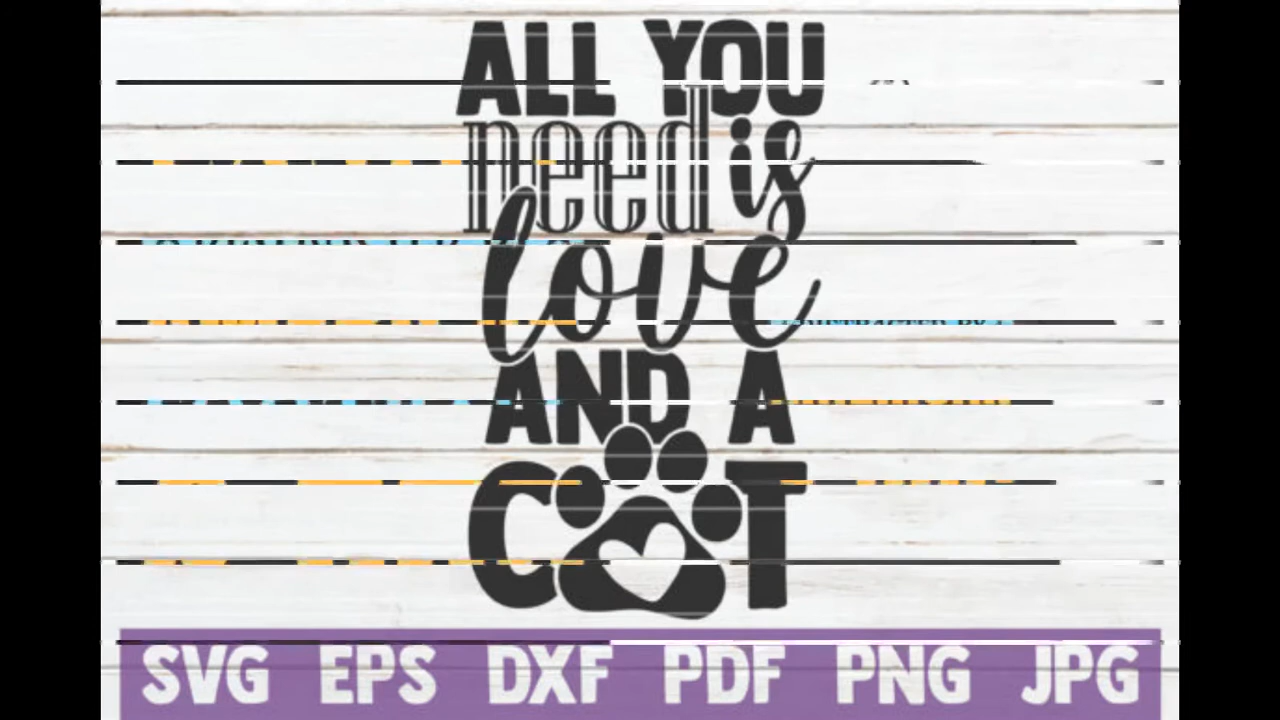 ALL YOU
need is
love
AND A
CAT
SVG EPS DXF PDF PNG JPG